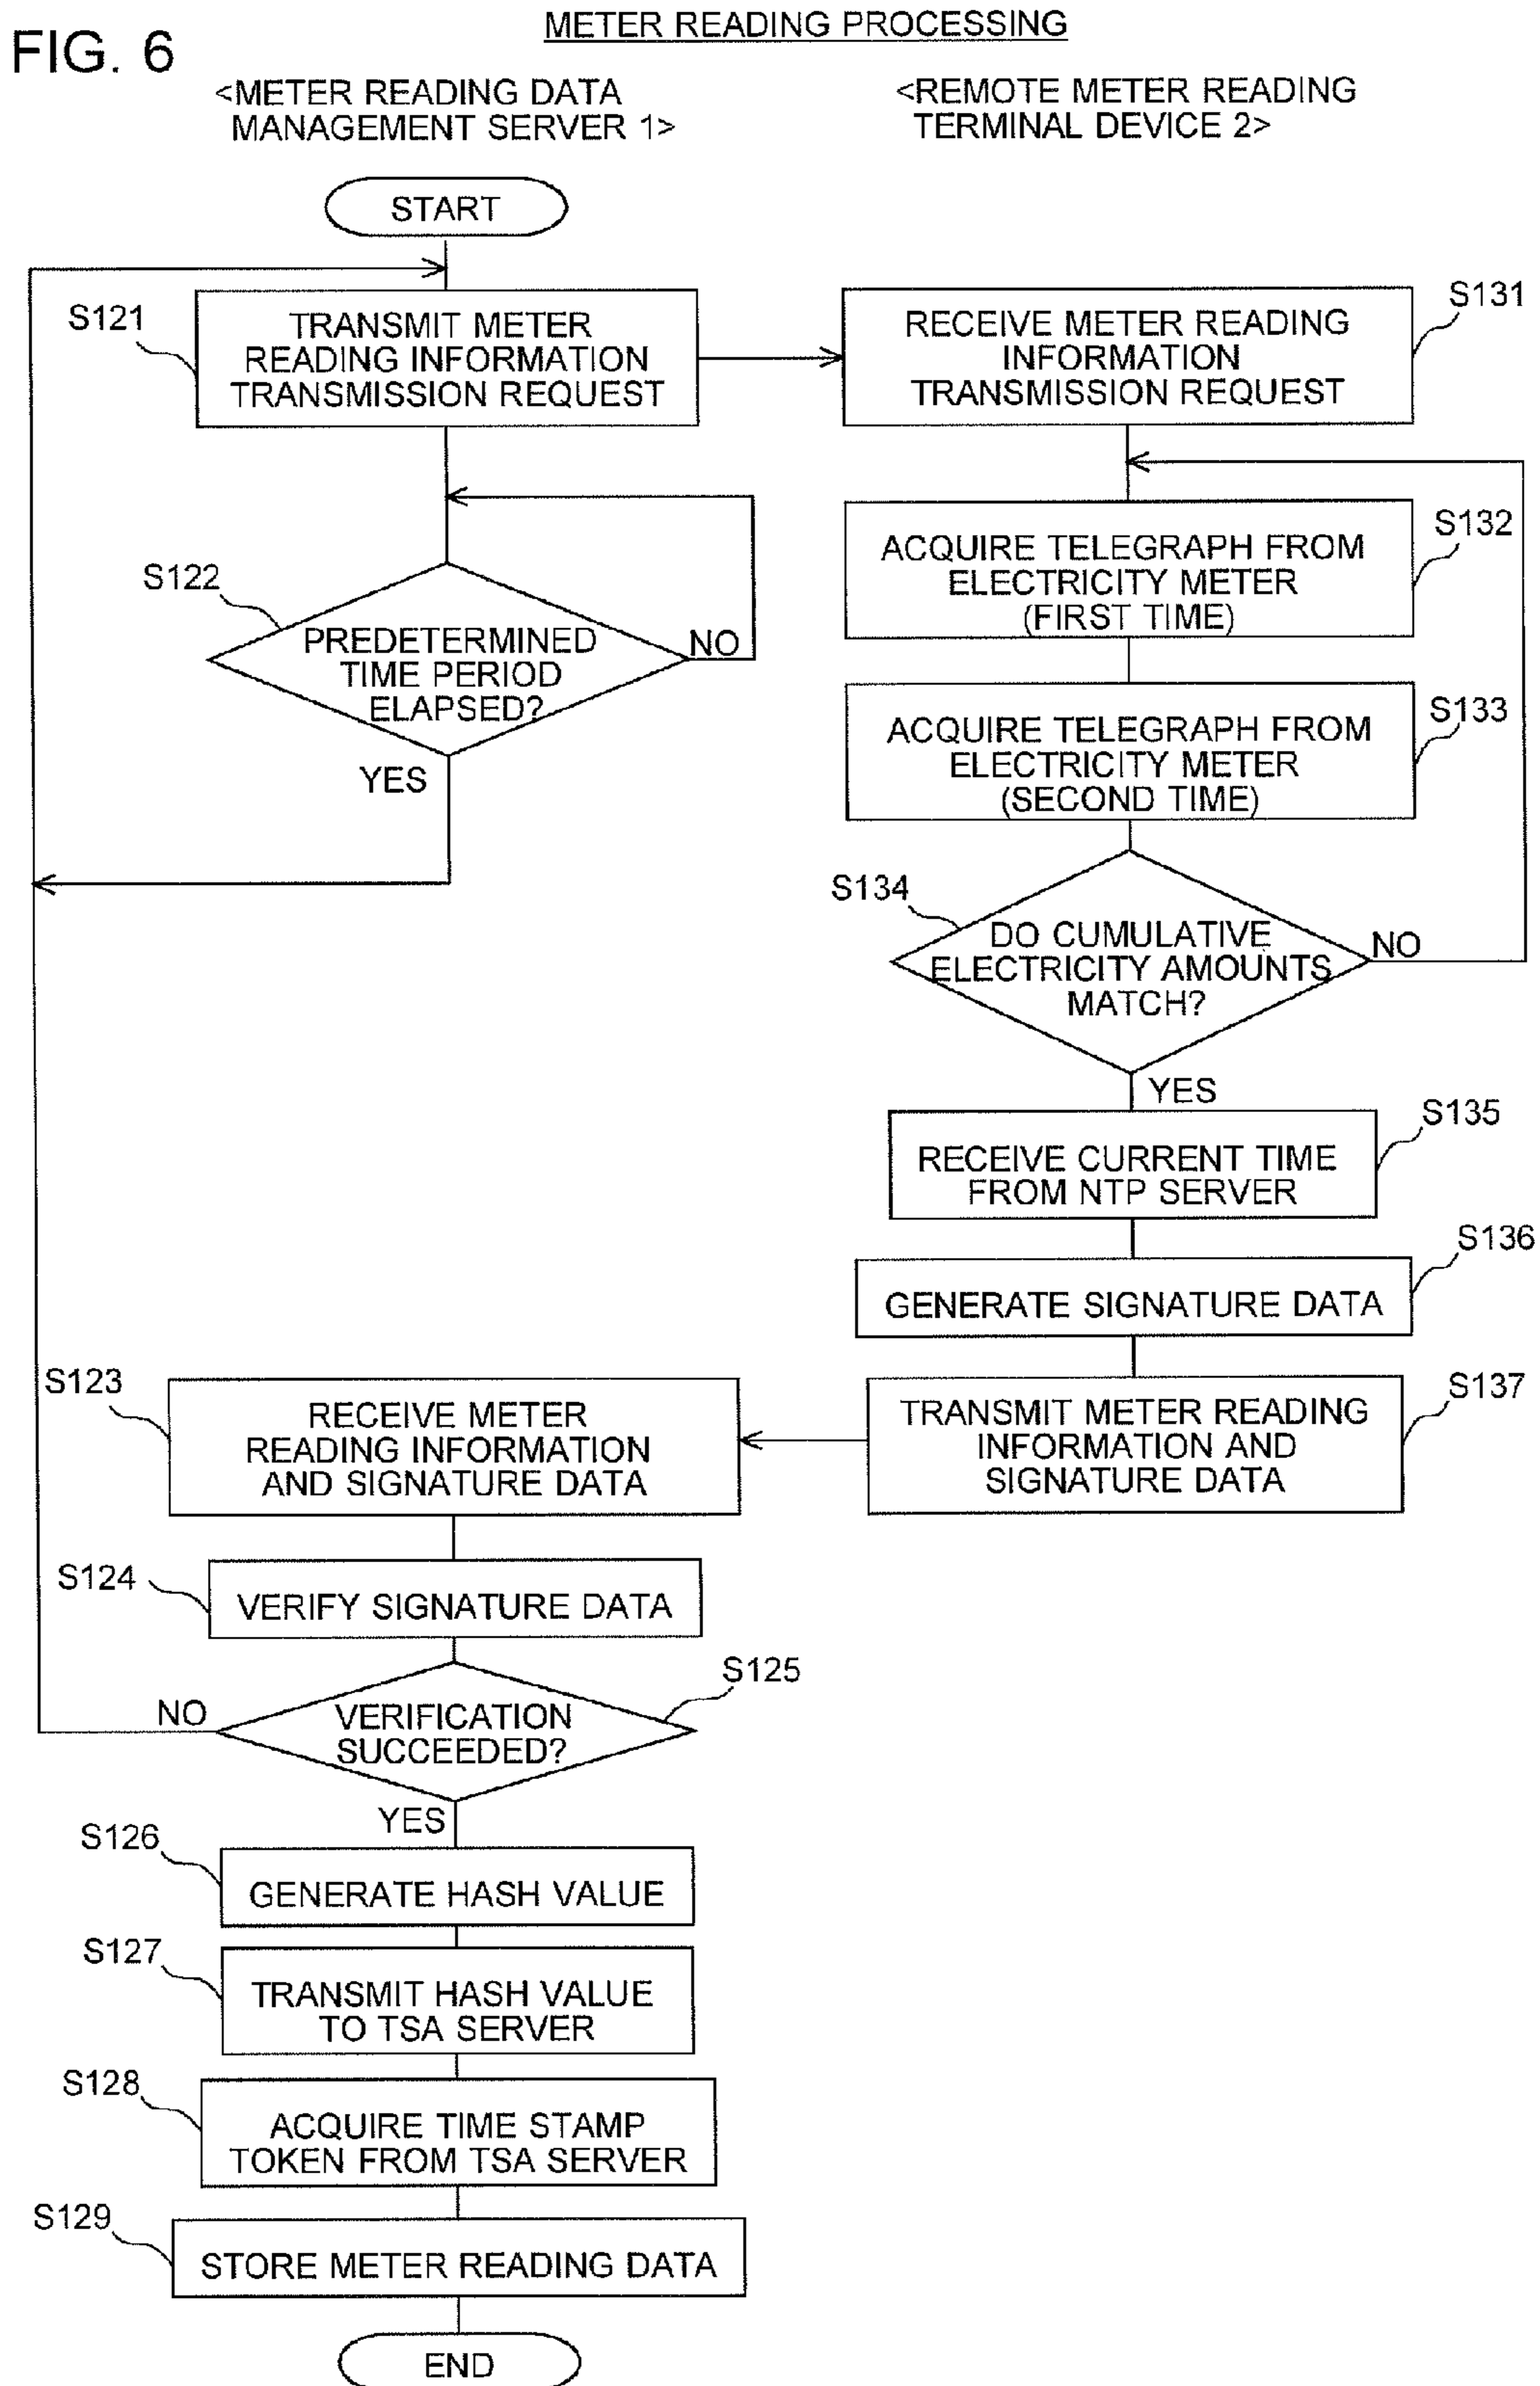 METER READING PROCESSING
FIG. 6
<METER READING DATA
MANAGEMENT SERVER 1>
<REMOTE METER READING
TERMINAL DEVICE 2>
START
S121
TRANSMIT METER
READING INFORMATION
TRANSMISSION REQUEST
S131
RECEIVE METER READING
INFORMATION
TRANSMISSION REQUEST
S122
PREDETERMINED
TIME PERIOD
ELAPSED?
NO
YES
S132
ACQUIRE TELEGRAPH FROM
ELECTRICITY METER
(FIRST TIME)
S133
ACQUIRE TELEGRAPH FROM
ELECTRICITY METER
(SECOND TIME)
S134
DO CUMULATIVE
ELECTRICITY AMOUNTS
MATCH?
NO
YES
S135
RECEIVE CURRENT TIME
FROM NTP SERVER
S136
GENERATE SIGNATURE DATA
S137
TRANSMIT METER READING
INFORMATION AND
SIGNATURE DATA
S123
RECEIVE METER
READING INFORMATION
AND SIGNATURE DATA
S124
VERIFY SIGNATURE DATA
S125
VERIFICATION
SUCCEEDED?
NO
YES
S126
GENERATE HASH VALUE
S127
TRANSMIT HASH VALUE
TO TSA SERVER
S128
ACQUIRE TIME STAMP
TOKEN FROM TSA SERVER
S129
STORE METER READING DATA
END